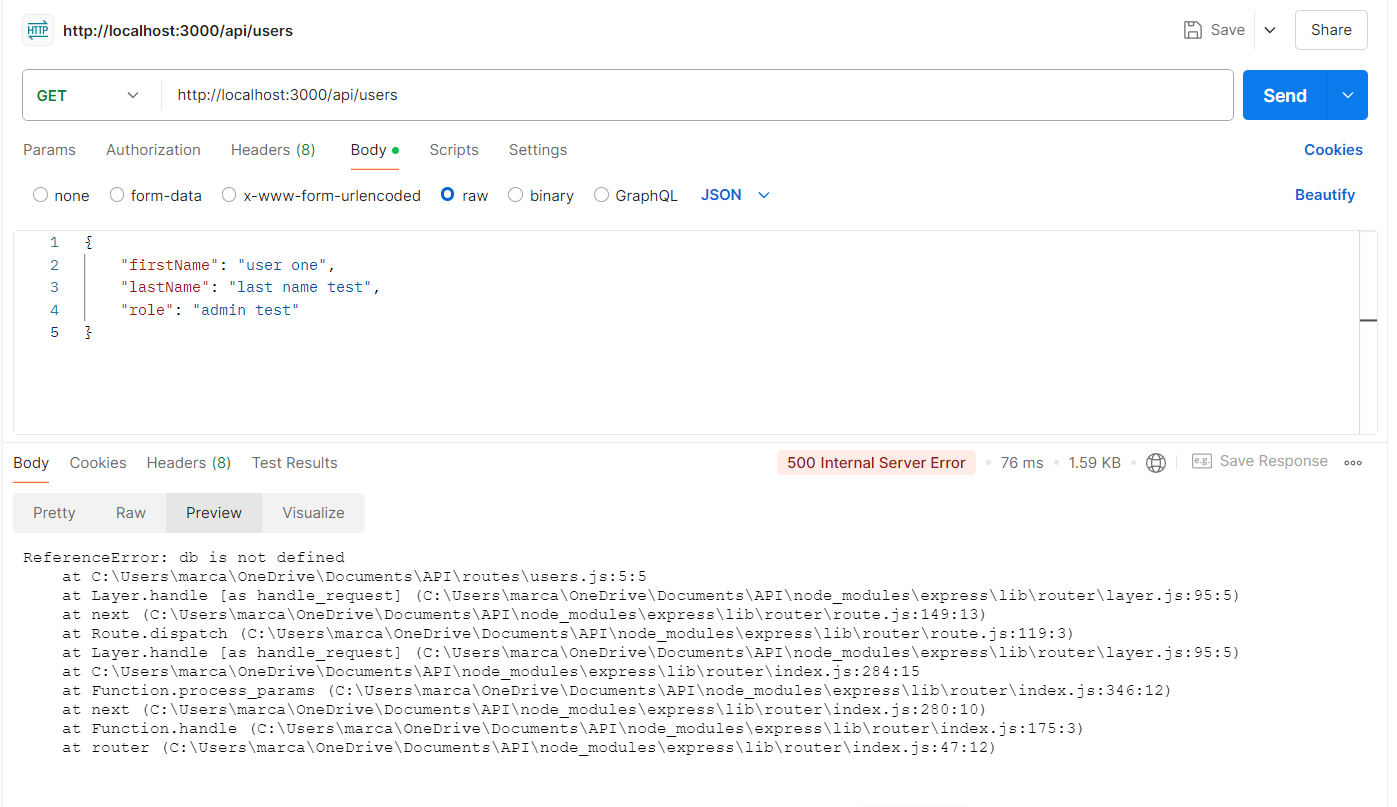 HTTP http://localhost:3000/api/users Save Share
GET http://localhost:3000/api/users Send
Params Authorization Headers (8) Body Scripts Settings Cookies
none form-data x-www-form-urlencoded raw binary GraphQL JSON Beautify
1 {
2 "firstName": "user one",
3 "lastName": "last name test",
4 "role": "admin test"
5 }
Body Cookies Headers (8) Test Results 500 Internal Server Error 76 ms 1.59 KB e.g. Save Response
Pretty Raw Preview Visualize
ReferenceError: db is not defined
at C:\Users\marca\OneDrive\Documents\API\routes\users.js:5:5
at Layer.handle [as handle_request] (C:\Users\marca\OneDrive\Documents\API\node_modules\express\lib\router\layer.js:95:5)
at next (C:\Users\marca\OneDrive\Documents\API\node_modules\express\lib\router\route.js:149:13)
at Route.dispatch (C:\Users\marca\OneDrive\Documents\API\node_modules\express\lib\router\route.js:119:3)
at Layer.handle [as handle_request] (C:\Users\marca\OneDrive\Documents\API\node_modules\express\lib\router\layer.js:95:5)
at C:\Users\marca\OneDrive\Documents\API\node_modules\express\lib\router\index.js:284:15
at Function.process_params (C:\Users\marca\OneDrive\Documents\API\node_modules\express\lib\router\index.js:346:12)
at next (C:\Users\marca\OneDrive\Documents\API\node_modules\express\lib\router\index.js:280:10)
at Function.handle (C:\Users\marca\OneDrive\Documents\API\node_modules\express\lib\router\index.js:175:3)
at router (C:\Users\marca\OneDrive\Documents\API\node_modules\express\lib\router\index.js:47:12)